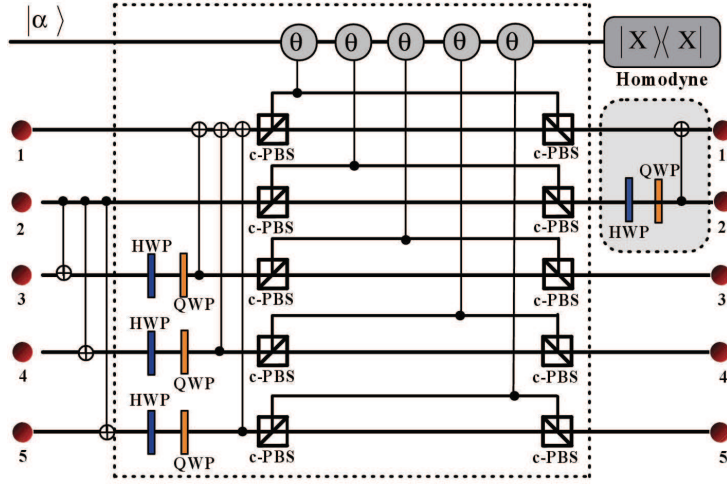 |α⟩
θ θ θ θ θ
|X⟩⟨X|
Homodyne
1
c-PBS
c-PBS
1
QWP
2
c-PBS
c-PBS
HWP
2
HWP
3
QWP
c-PBS
c-PBS
3
HWP
4
QWP
c-PBS
c-PBS
4
HWP
5
QWP
c-PBS
c-PBS
5